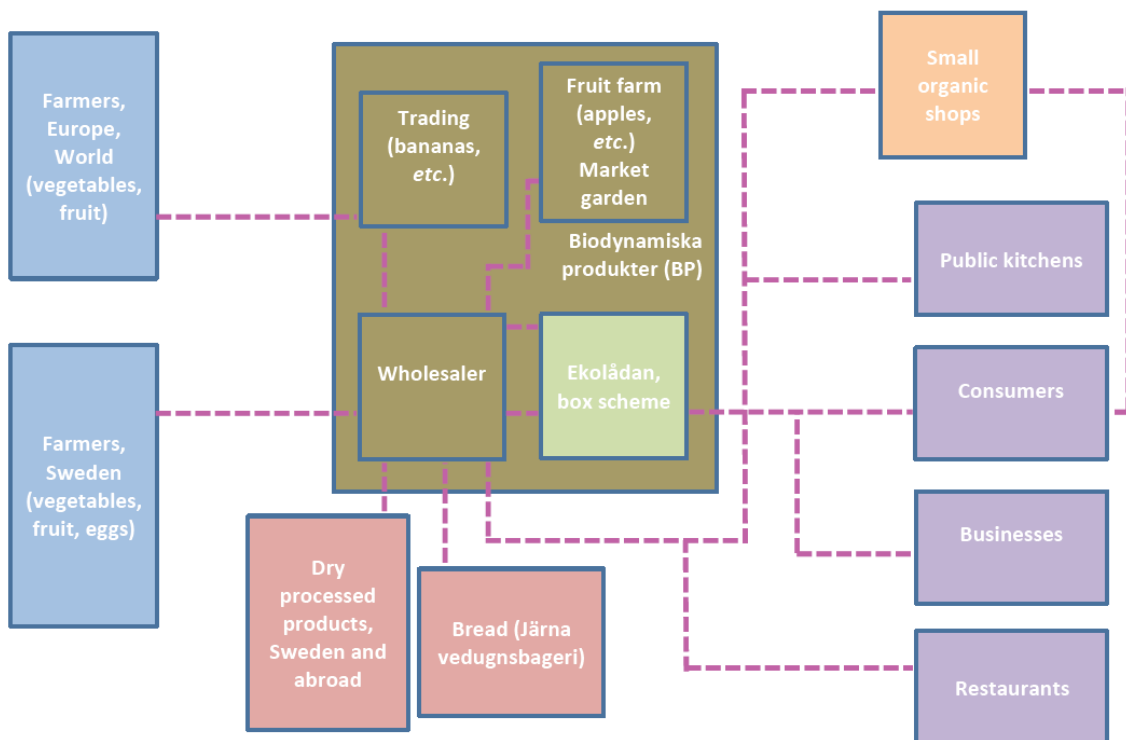 Farmers,
Europe,
World
(vegetables,
fruit)
Farmers,
Sweden
(vegetables,
fruit, eggs)
Trading
(bananas,
etc.)
Fruit farm
(apples,
etc.)
Market
garden
Biodynamiska
produkter (BP)
Wholesaler
Ekolådan,
box scheme
Dry
processed
products,
Sweden and
abroad
Bread (Järna
vedugnsbageri)
Small
organic
shops
Public kitchens
Consumers
Businesses
Restaurants